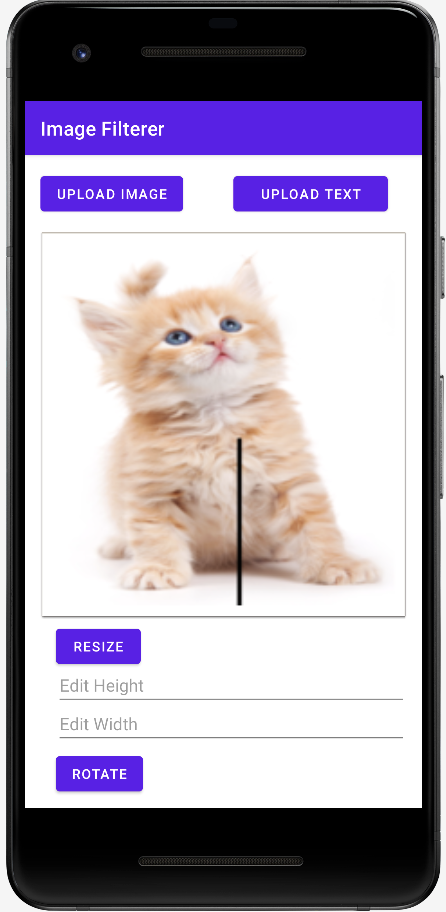 Image Filterer
UPLOAD IMAGE
UPLOAD TEXT
RESIZE
Edit Height
Edit Width
ROTATE